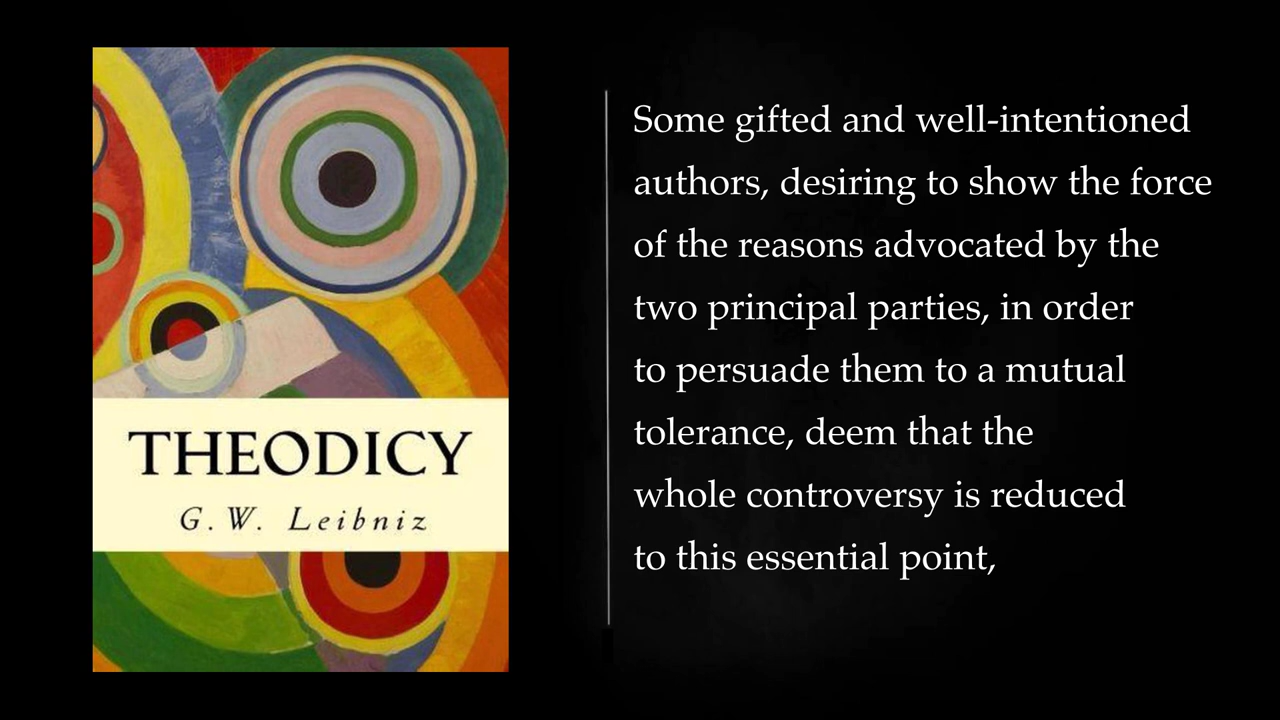 THEODICY
G. W. Leibniz
Some gifted and well-intentioned
authors, desiring to show the force
of the reasons advocated by the
two principal parties, in order
to persuade them to a mutual
tolerance, deem that the
whole controversy is reduced
to this essential point,